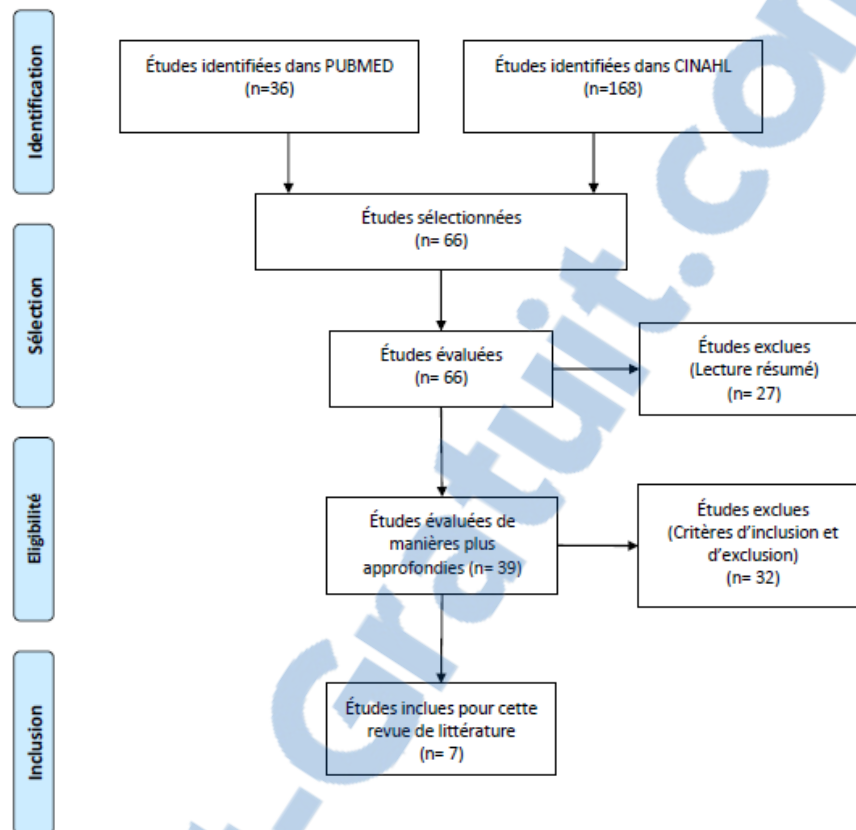 Identification
Études identifiées dans PUBMED
(n=36)
Études identifiées dans CINAHL
(n=168)
Études sélectionnées
(n= 66)
Sélection
Études évaluées
(n= 66)
Études exclues
(Lecture résumé)
(n= 27)
Eligibilité
Études évaluées de
manières plus
approfondies (n= 39)
Études exclues
(Critères d'inclusion et
d'exclusion)
(n= 32)
Inclusion
Études inclues pour cette
revue de littérature
(n= 7)
t-Gratuit.com